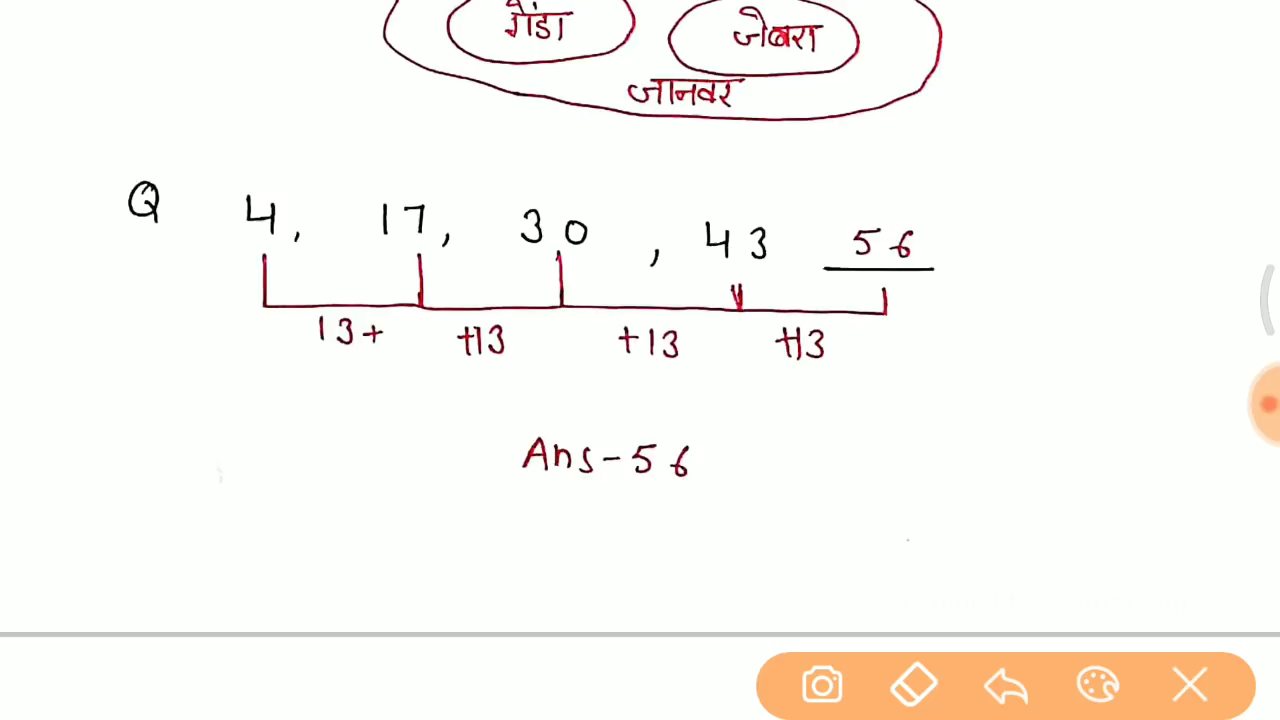 गैंडा जेबरा
जानवर
Q 4, 17, 30, 43 56
13+ +13 +13 +13
Ans-56